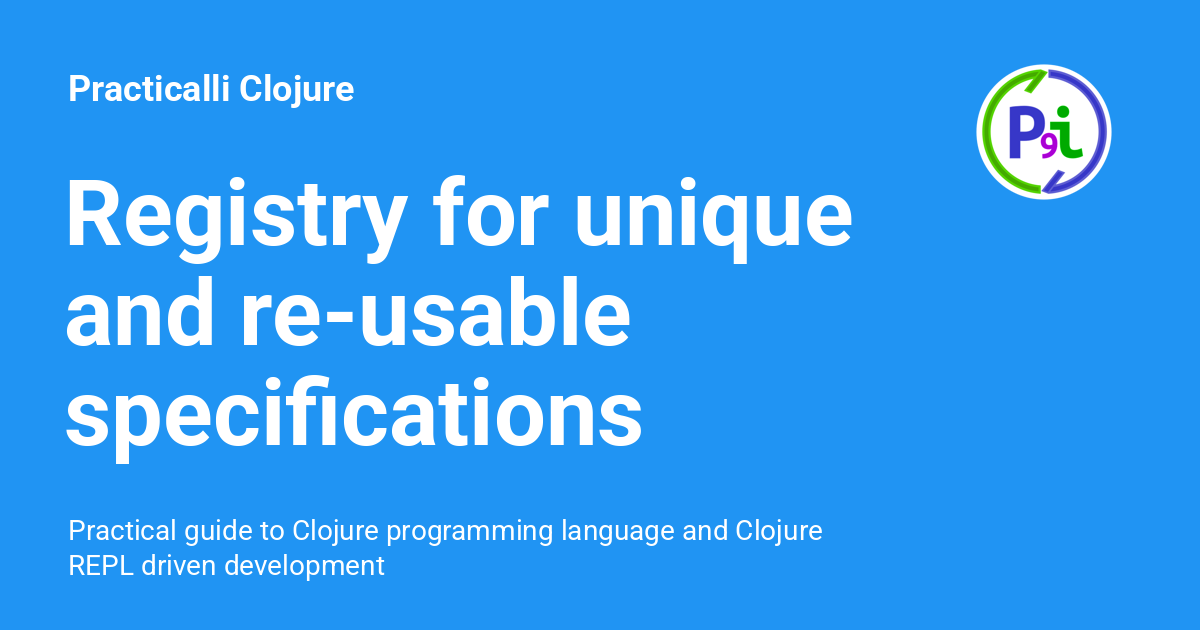 Practicalli Clojure
P9i
Registry for unique
and re-usable
specifications
Practical guide to Clojure programming language and Clojure
REPL driven development